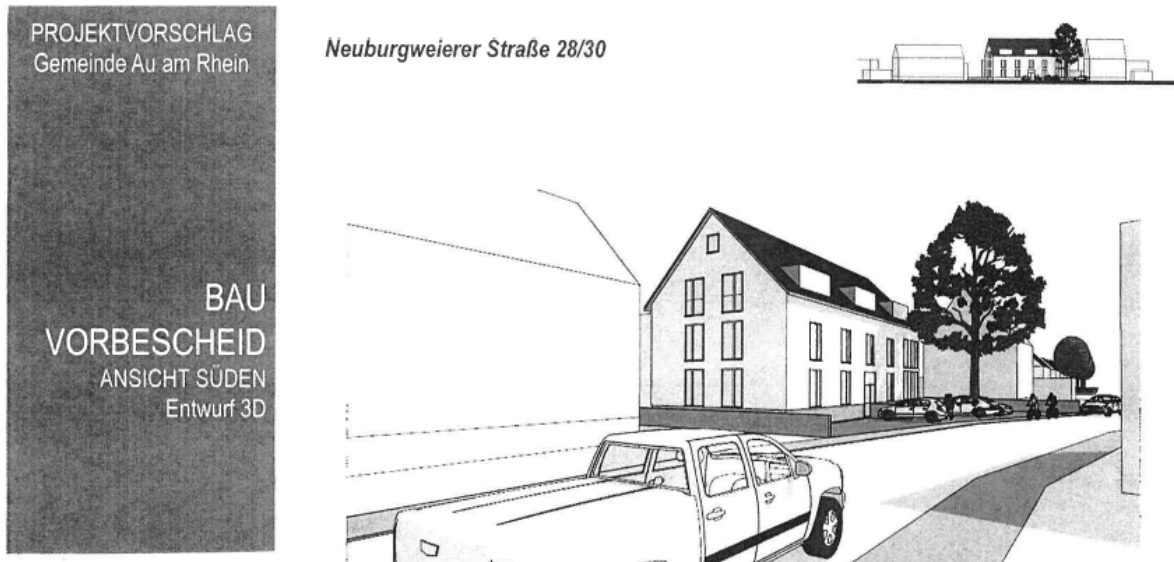 PROJEKTVORSCHLAG
Gemeinde Au am Rhein
BAU
VORBESCHEID
ANSICHT SÜDEN
Entwurf 3D
Neuburgweierer Straße 28/30